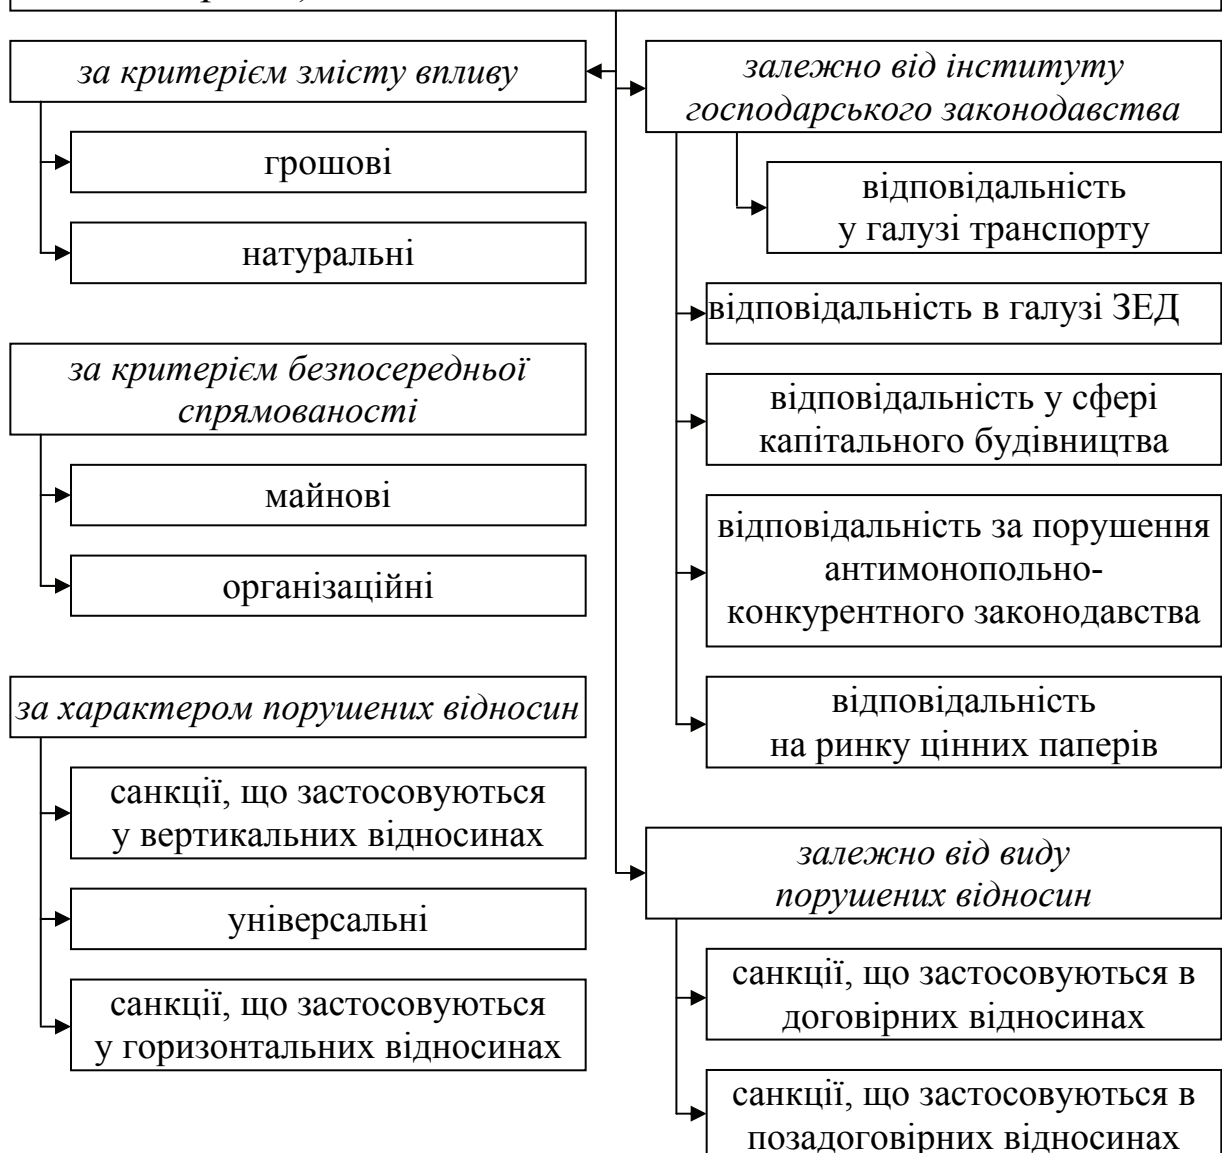 за критерієм змісту впливу
грошові
натуральні
за критерієм безпосередньої
спрямованості
майнові
організаційні
за характером порушених відносин
санкції, що застосовуються
у вертикальних відносинах
універсальні
санкції, що застосовуються
у горизонтальних відносинах
залежно від інституту
господарського законодавства
відповідальність
у галузі транспорту
відповідальність в галузі ЗЕД
відповідальність у сфері
капітального будівництва
відповідальність за порушення
антимонопольно-
конкурентного законодавства
відповідальність
на ринку цінних паперів
залежно від виду
порушених відносин
санкції, що застосовуються в
договірних відносинах
санкції, що застосовуються в
позадоговірних відносинах